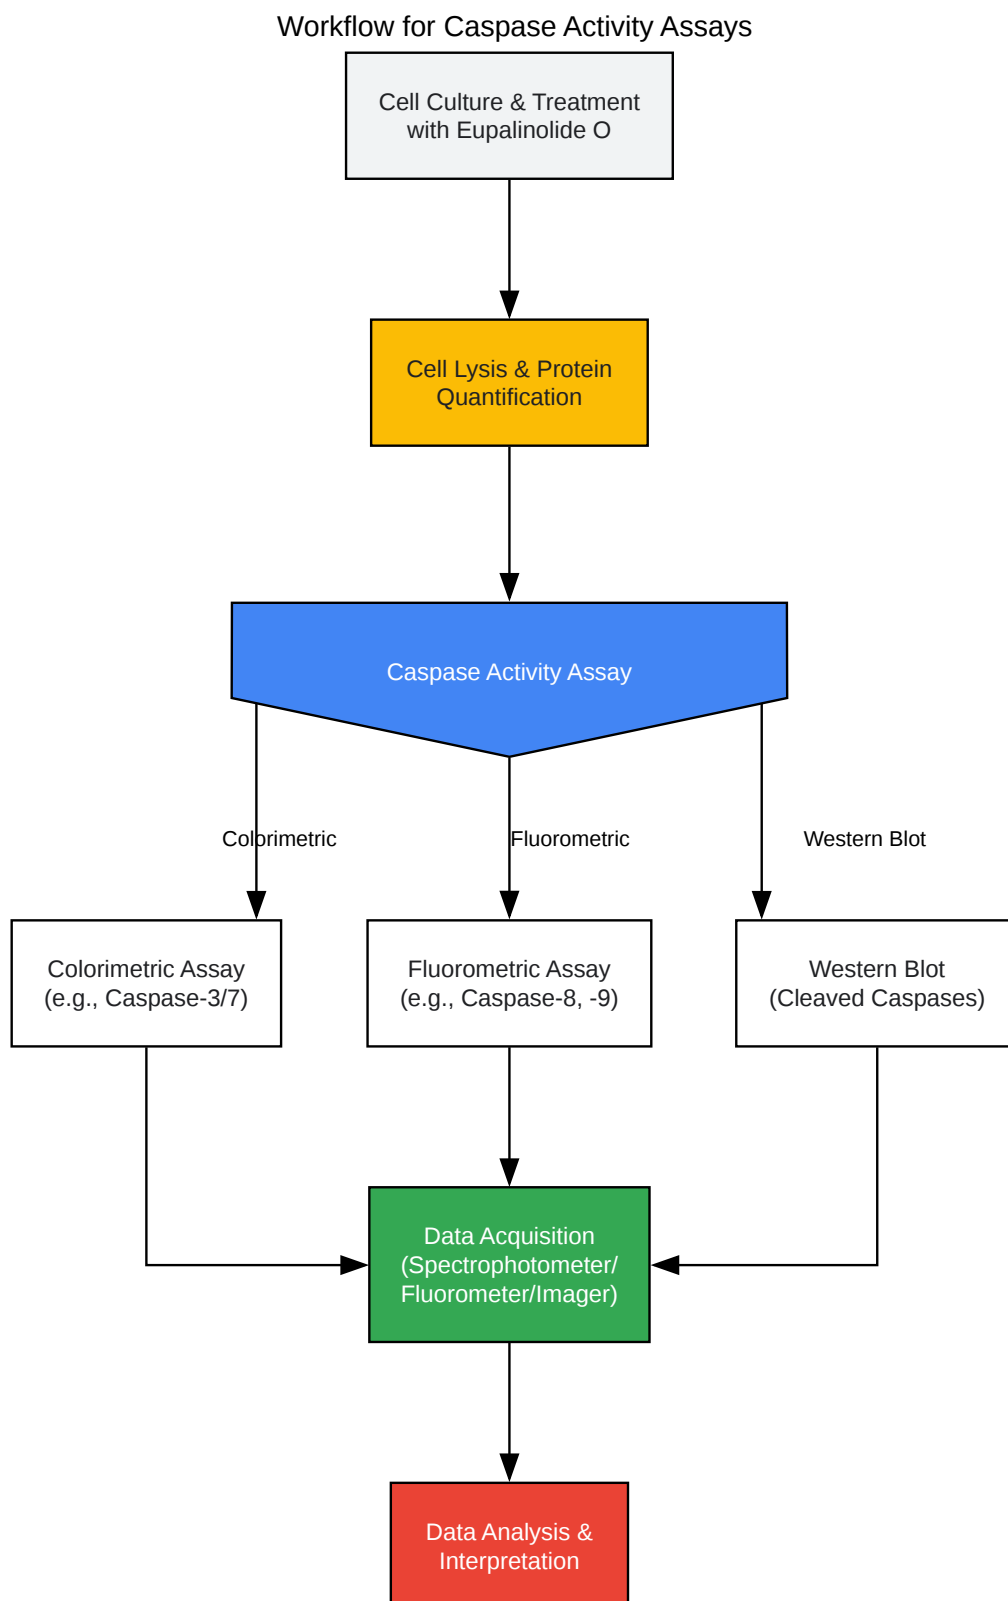 Workflow for Caspase Activity Assays
Cell Culture & Treatment
with Eupalinolide O
Cell Lysis & Protein
Quantification
Caspase Activity Assay
Colorimetric
Fluorometric
Western Blot
Colorimetric Assay
(e.g., Caspase-3/7)
Fluorometric Assay
(e.g., Caspase-8, -9)
Western Blot
(Cleaved Caspases)
Data Acquisition
(Spectrophotometer/
Fluorometer/Imager)
Data Analysis &
Interpretation